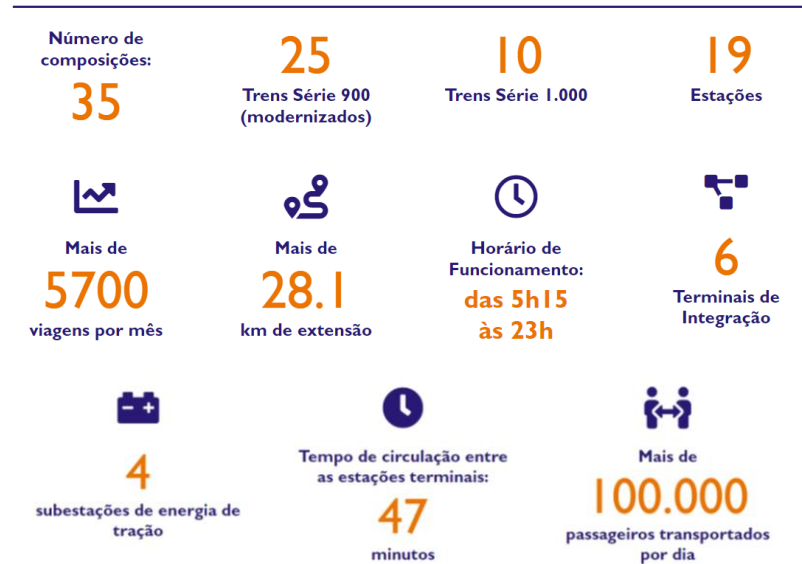 Número de
composições:
35
25
Trens Série 900
(modernizados)
10
Trens Série 1.000
19
Estações
Mais de
5700
viagens por mês
Mais de
28.1
km de extensão
Horário de
Funcionamento:
das 5h15
às 23h
6
Terminais de
Integração
4
subestações de energia de
tração
Tempo de circulação entre
as estações terminais:
47
minutos
Mais de
100.000
passageiros transportados
por dia